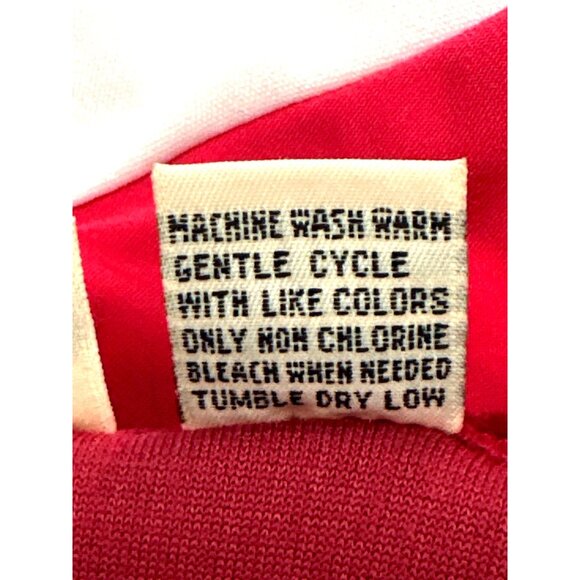 MACHINE WASH WARM
GENTLE CYCLE
WITH LIKE COLORS
ONLY NON CHLORINE
BLEACH WHEN NEEDED
TUMBLE DRY LOW